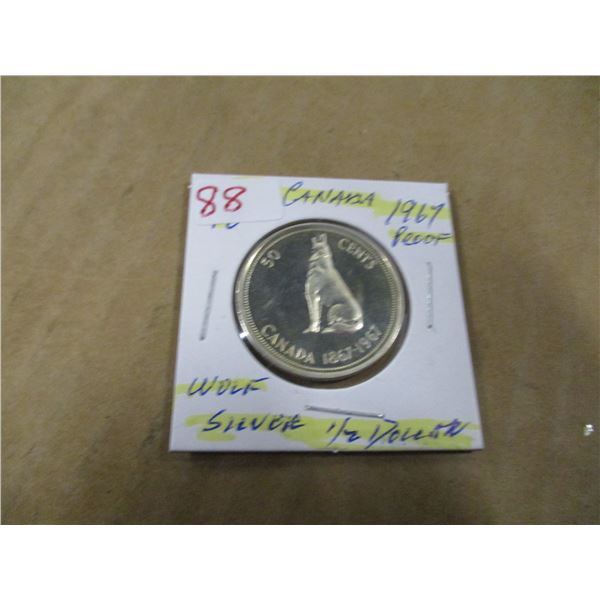 88 CANADA 1967
PROOF
50 CENTS
CANADA 1867-1967
WOLF
SILVER 1/2 DOLLAR